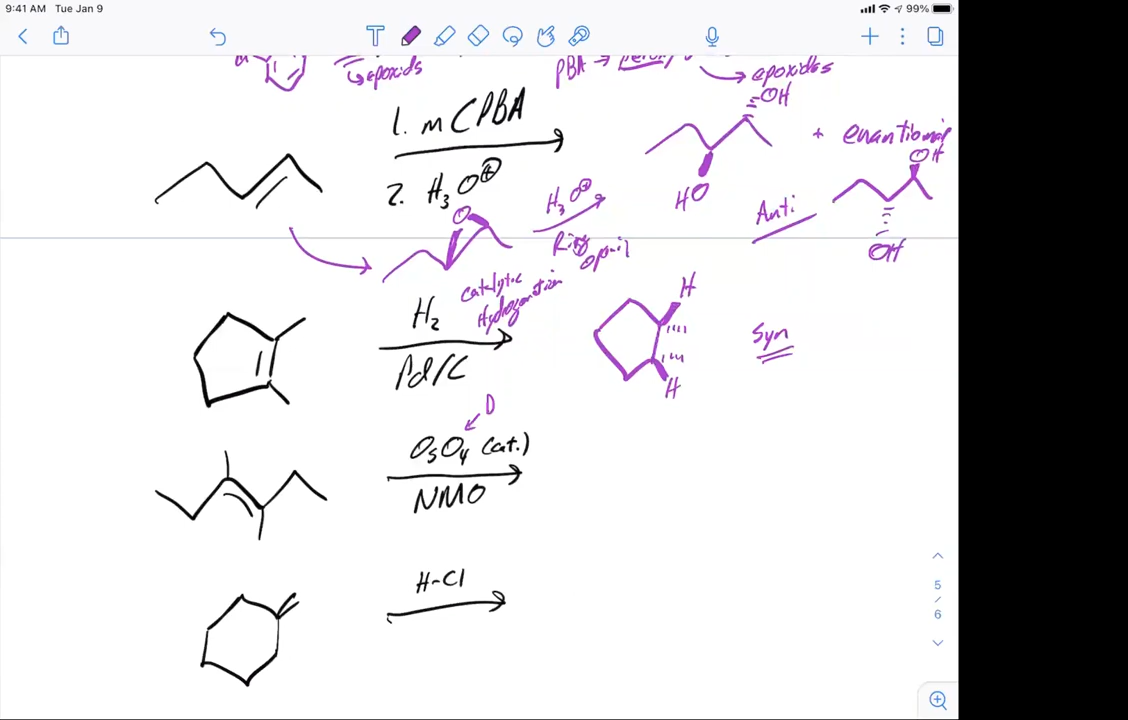 9:41 AM Tue Jan 9
99%
T
epoxids
PBA →
→ epoxides
1. mCPBA
2. H3O⊕
OH
HO
+ enantiomer
OH
OH
Anti
O
H3O⊕
Ring
H2
Pd/C
catalytic
Hydrogenation
H
H
Syn
D
OsO4 (cat.)
NMO
H-Cl
5
/
6